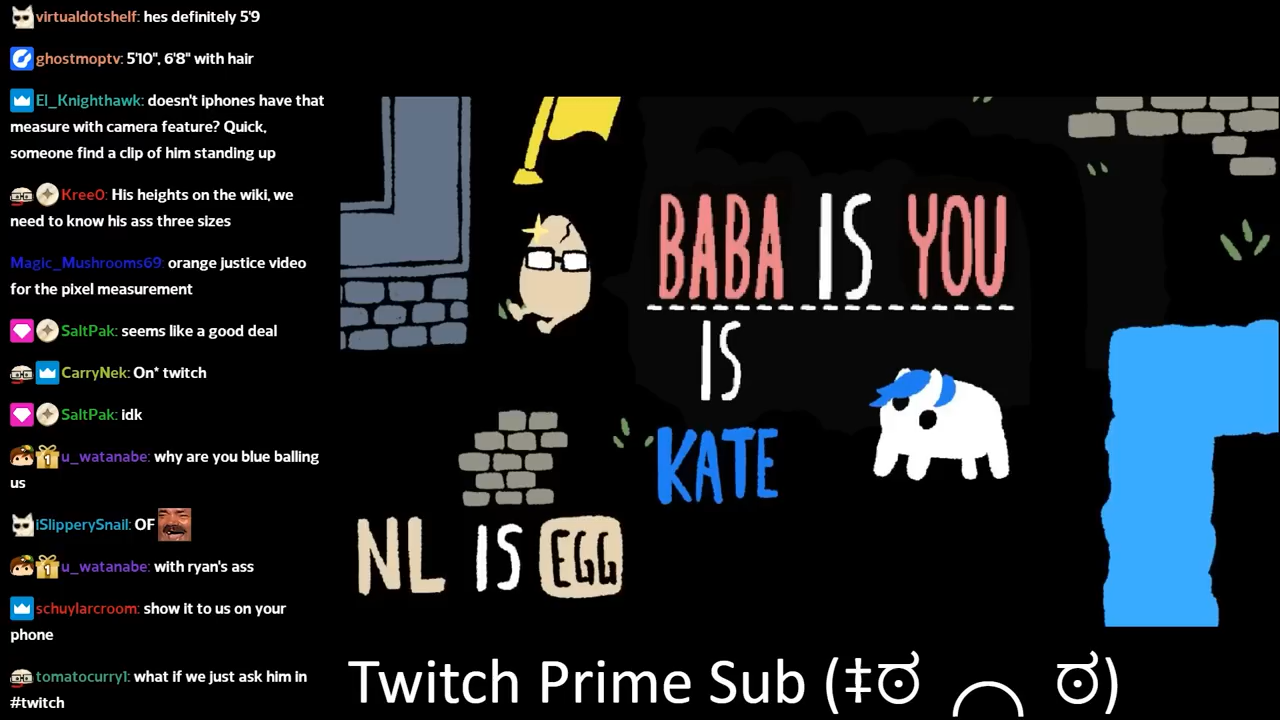 virtualdotshelf: hes definitely 5'9
ghostmoptv: 5'10", 6'8" with hair
El_Knighthawk: doesn't iphones have that
measure with camera feature? Quick,
someone find a clip of him standing up
KreeO: His heights on the wiki, we
need to know his ass three sizes
Magic_Mushrooms69: orange justice video
for the pixel measurement
SaltPak: seems like a good deal
CarryNek: On* twitch
SaltPak: idk
u_watanabe: why are you blue balling
us
iSlipperySnail: OF
u_watanabe: with ryan's ass
schuylarcroom: show it to us on your
phone
tomatocurry1: what if we just ask him in
#twitch
BABA IS YOU
IS
KATE
NL IS EGG
Twitch Prime Sub (‡ಠ ︵ ಠ)